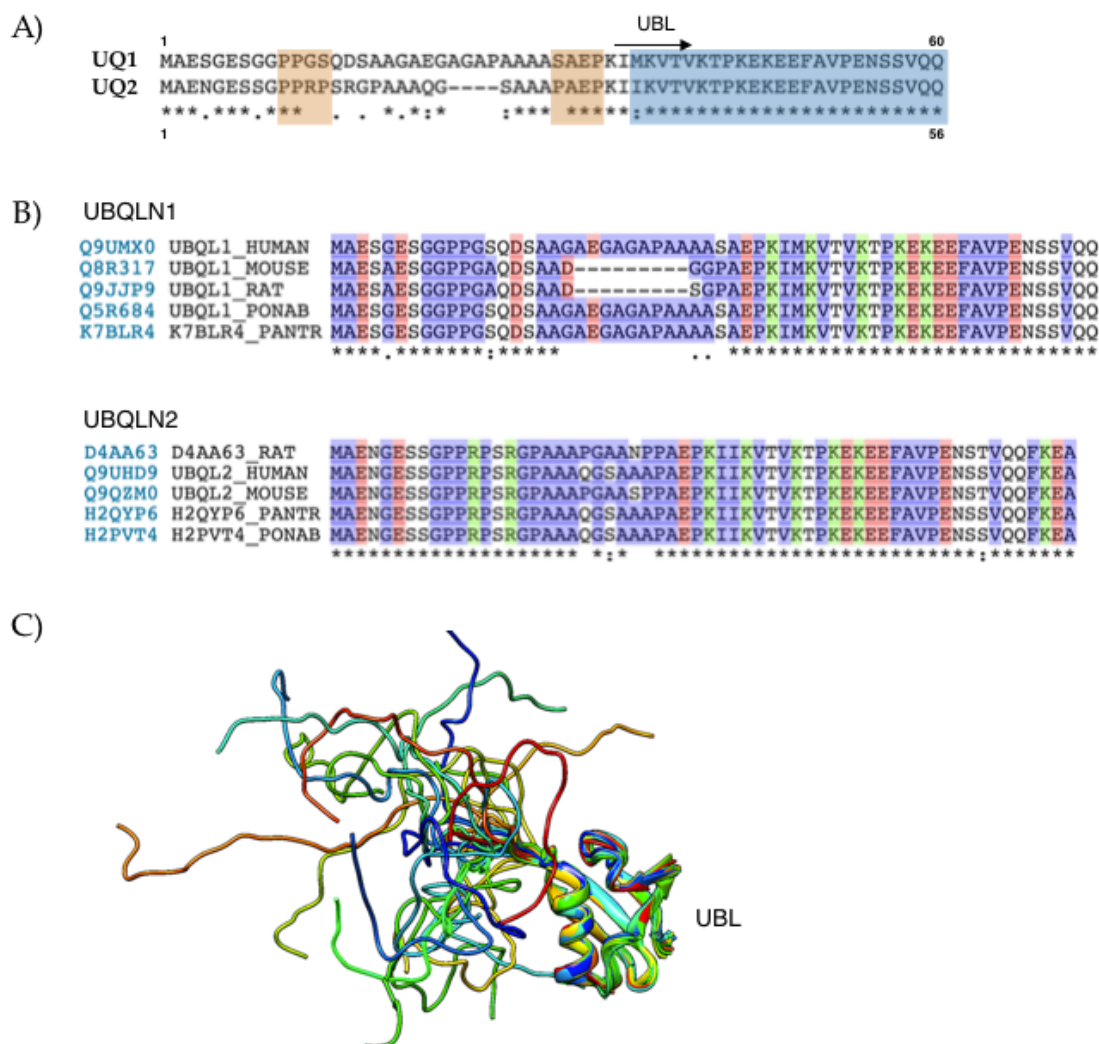 A)
UBL
1 60
UQ1 MAESGESGGPPGSQDSAAGAEGAGAPAAAASAEPKIMKVTVKTPKEKEEFAVPENSSVQQ
UQ2 MAENGESSGPPRPSRGPAAAQG----SAAAPAEPKIIKVTVKTPKEKEEFAVPENSSVQQ
***.***.***  . . *.*:     :*** *****:***********************
1 56
B) UBQLN1
Q9UMX0 UBQL1_HUMAN MAESGESGGPPGSQDSAAGAEGAGAPAAAASAEPKIMKVTVKTPKEKEEFAVPENSSVQQ
Q8R317 UBQL1_MOUSE MAESAESGGPPGAQDSAAD---------GGPAEPKIMKVTVKTPKEKEEFAVPENSSVQQ
Q9JJP9 UBQL1_RAT MAESAESGGPPGAQDSAAD---------SGPAEPKIMKVTVKTPKEKEEFAVPENSSVQQ
Q5R684 UBQL1_PONAB MAESGESGGPPGSQDSAAGAEGAGAPAAAASAEPKIMKVTVKTPKEKEEFAVPENSSVQQ
K7BLR4 K7BLR4_PANTR MAESGESGGPPGSQDSAAGAEGAGAPAAAASAEPKIMKVTVKTPKEKEEFAVPENSSVQQ
****.*******:*****          .. *****************************
UBQLN2
D4AA63 D4AA63_RAT MAENGESSGPPRPSRGPAAAPGAANPPAEPKIIKVTVKTPKEKEEFAVPENSTVQQFKEA
Q9UHD9 UBQL2_HUMAN MAENGESSGPPRPSRGPAAAQGSAAAPAEPKIIKVTVKTPKEKEEFAVPENSSVQQFKEA
Q9QZM0 UBQL2_MOUSE MAENGESSGPPRPSRGPAAAPGAASPPAEPKIIKVTVKTPKEKEEFAVPENSTVQQFKEA
H2QYP6 H2QYP6_PANTR MAENGESSGPPRPSRGPAAAQGSAAAPAEPKIIKVTVKTPKEKEEFAVPENSSVQQFKEA
H2PVT4 H2PVT4_PONAB MAENGESSGPPRPSRGPAAAQGSAAAPAEPKIIKVTVKTPKEKEEFAVPENSSVQQFKEA
******************** *:*  **************************:*******
C)
UBL